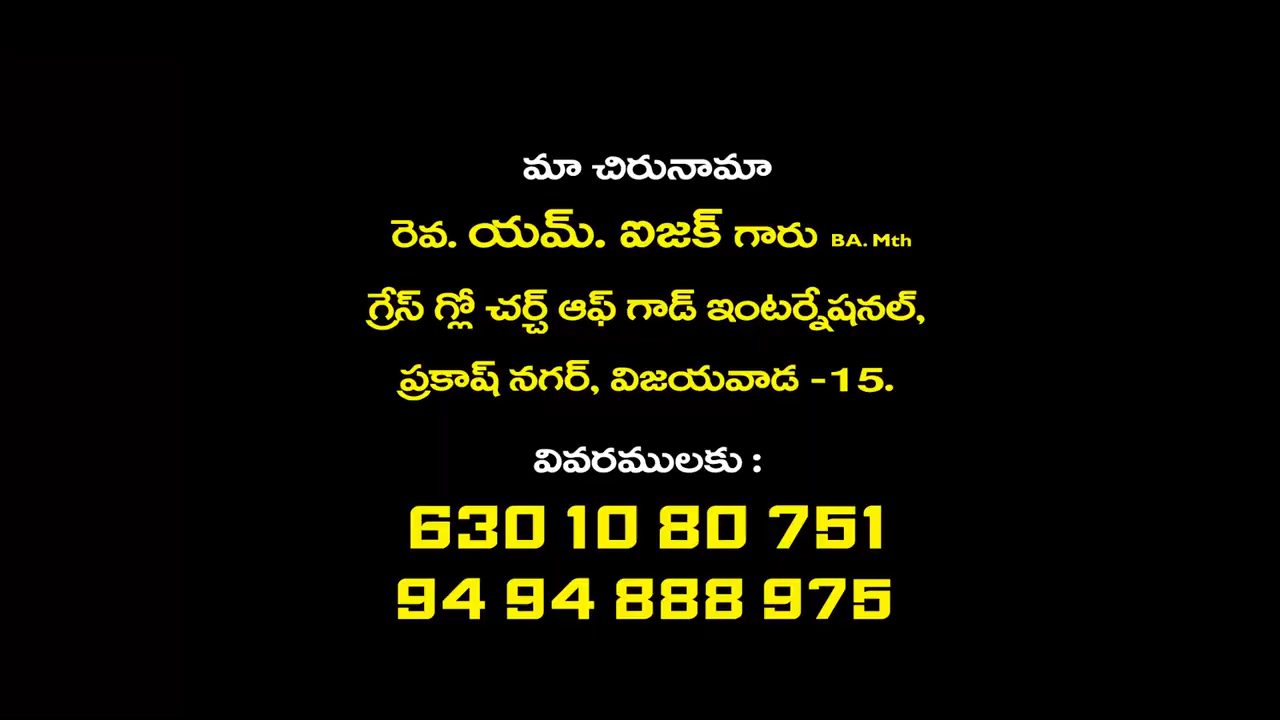 మా చిరునామా
రెవ. యమ్. ఐజక్ గారు BA. Mth
గ్రేస్ గ్లో చర్చ్ ఆఫ్ గాడ్ ఇంటర్నేషనల్,
ప్రకాష్ నగర్, విజయవాడ -15.
వివరములకు :
630 10 80 751
94 94 888 975